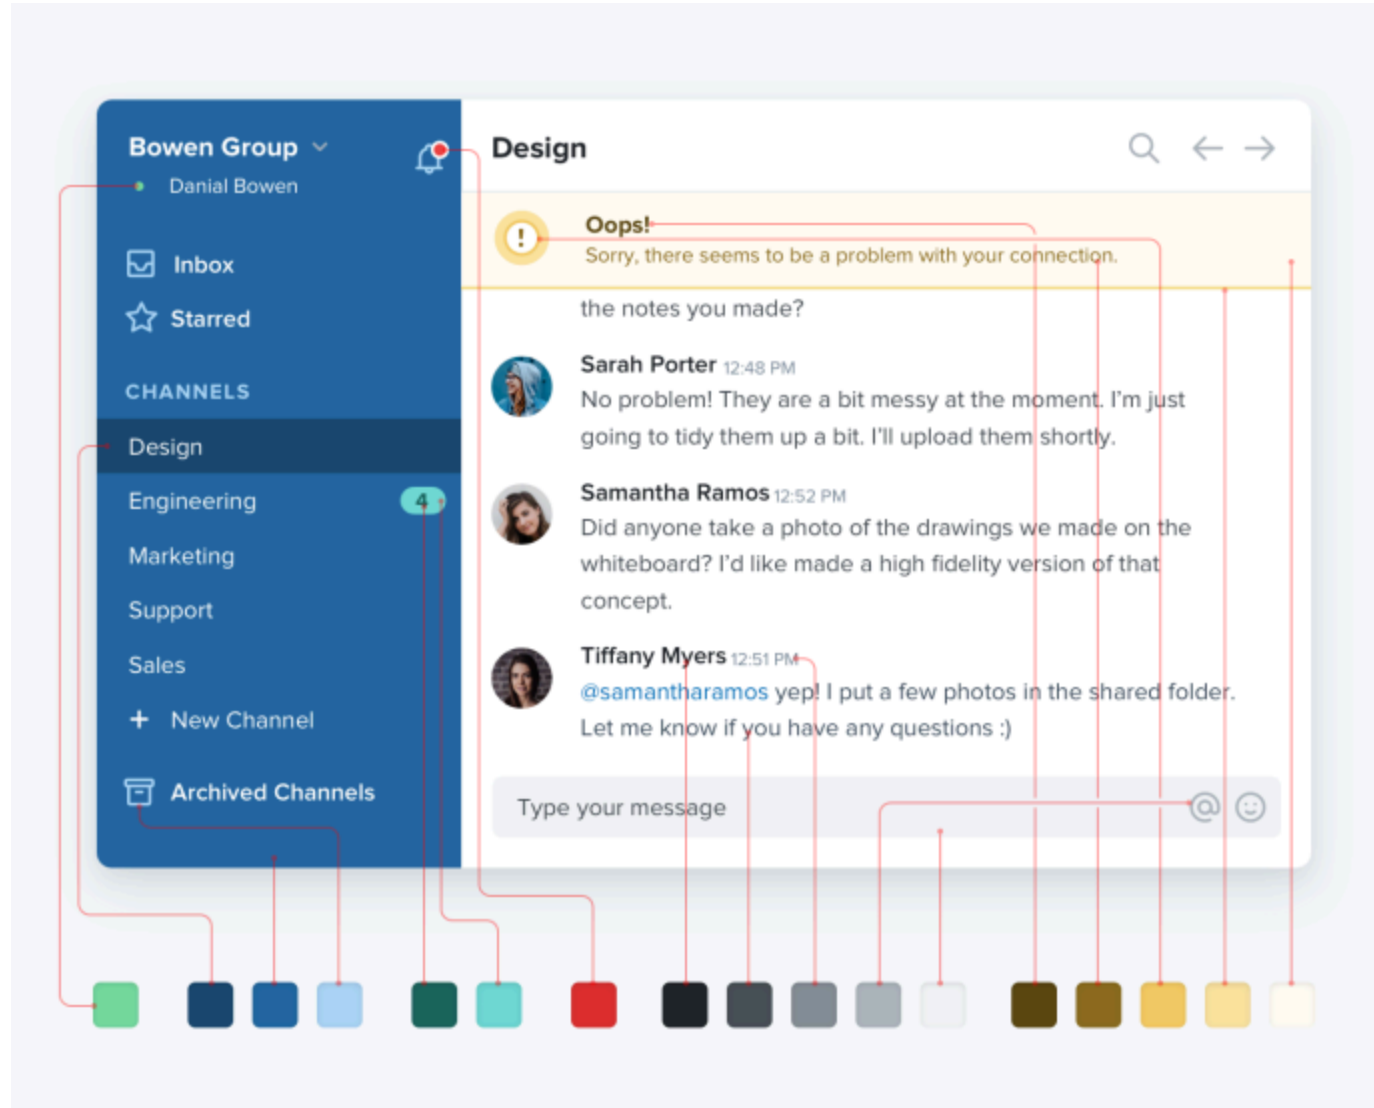 Bowen Group
Danial Bowen
Inbox
Starred
CHANNELS
Design
Engineering
4
Marketing
Support
Sales
+ New Channel
Archived Channels
Design
!
Oops!
Sorry, there seems to be a problem with your connection.
the notes you made?
Sarah Porter 12:48 PM
No problem! They are a bit messy at the moment. I'm just
going to tidy them up a bit. I'll upload them shortly.
Samantha Ramos 12:52 PM
Did anyone take a photo of the drawings we made on the
whiteboard? I'd like made a high fidelity version of that
concept.
Tiffany Myers 12:51 PM
@samantharamos yep! I put a few photos in the shared folder.
Let me know if you have any questions :)
Type your message @